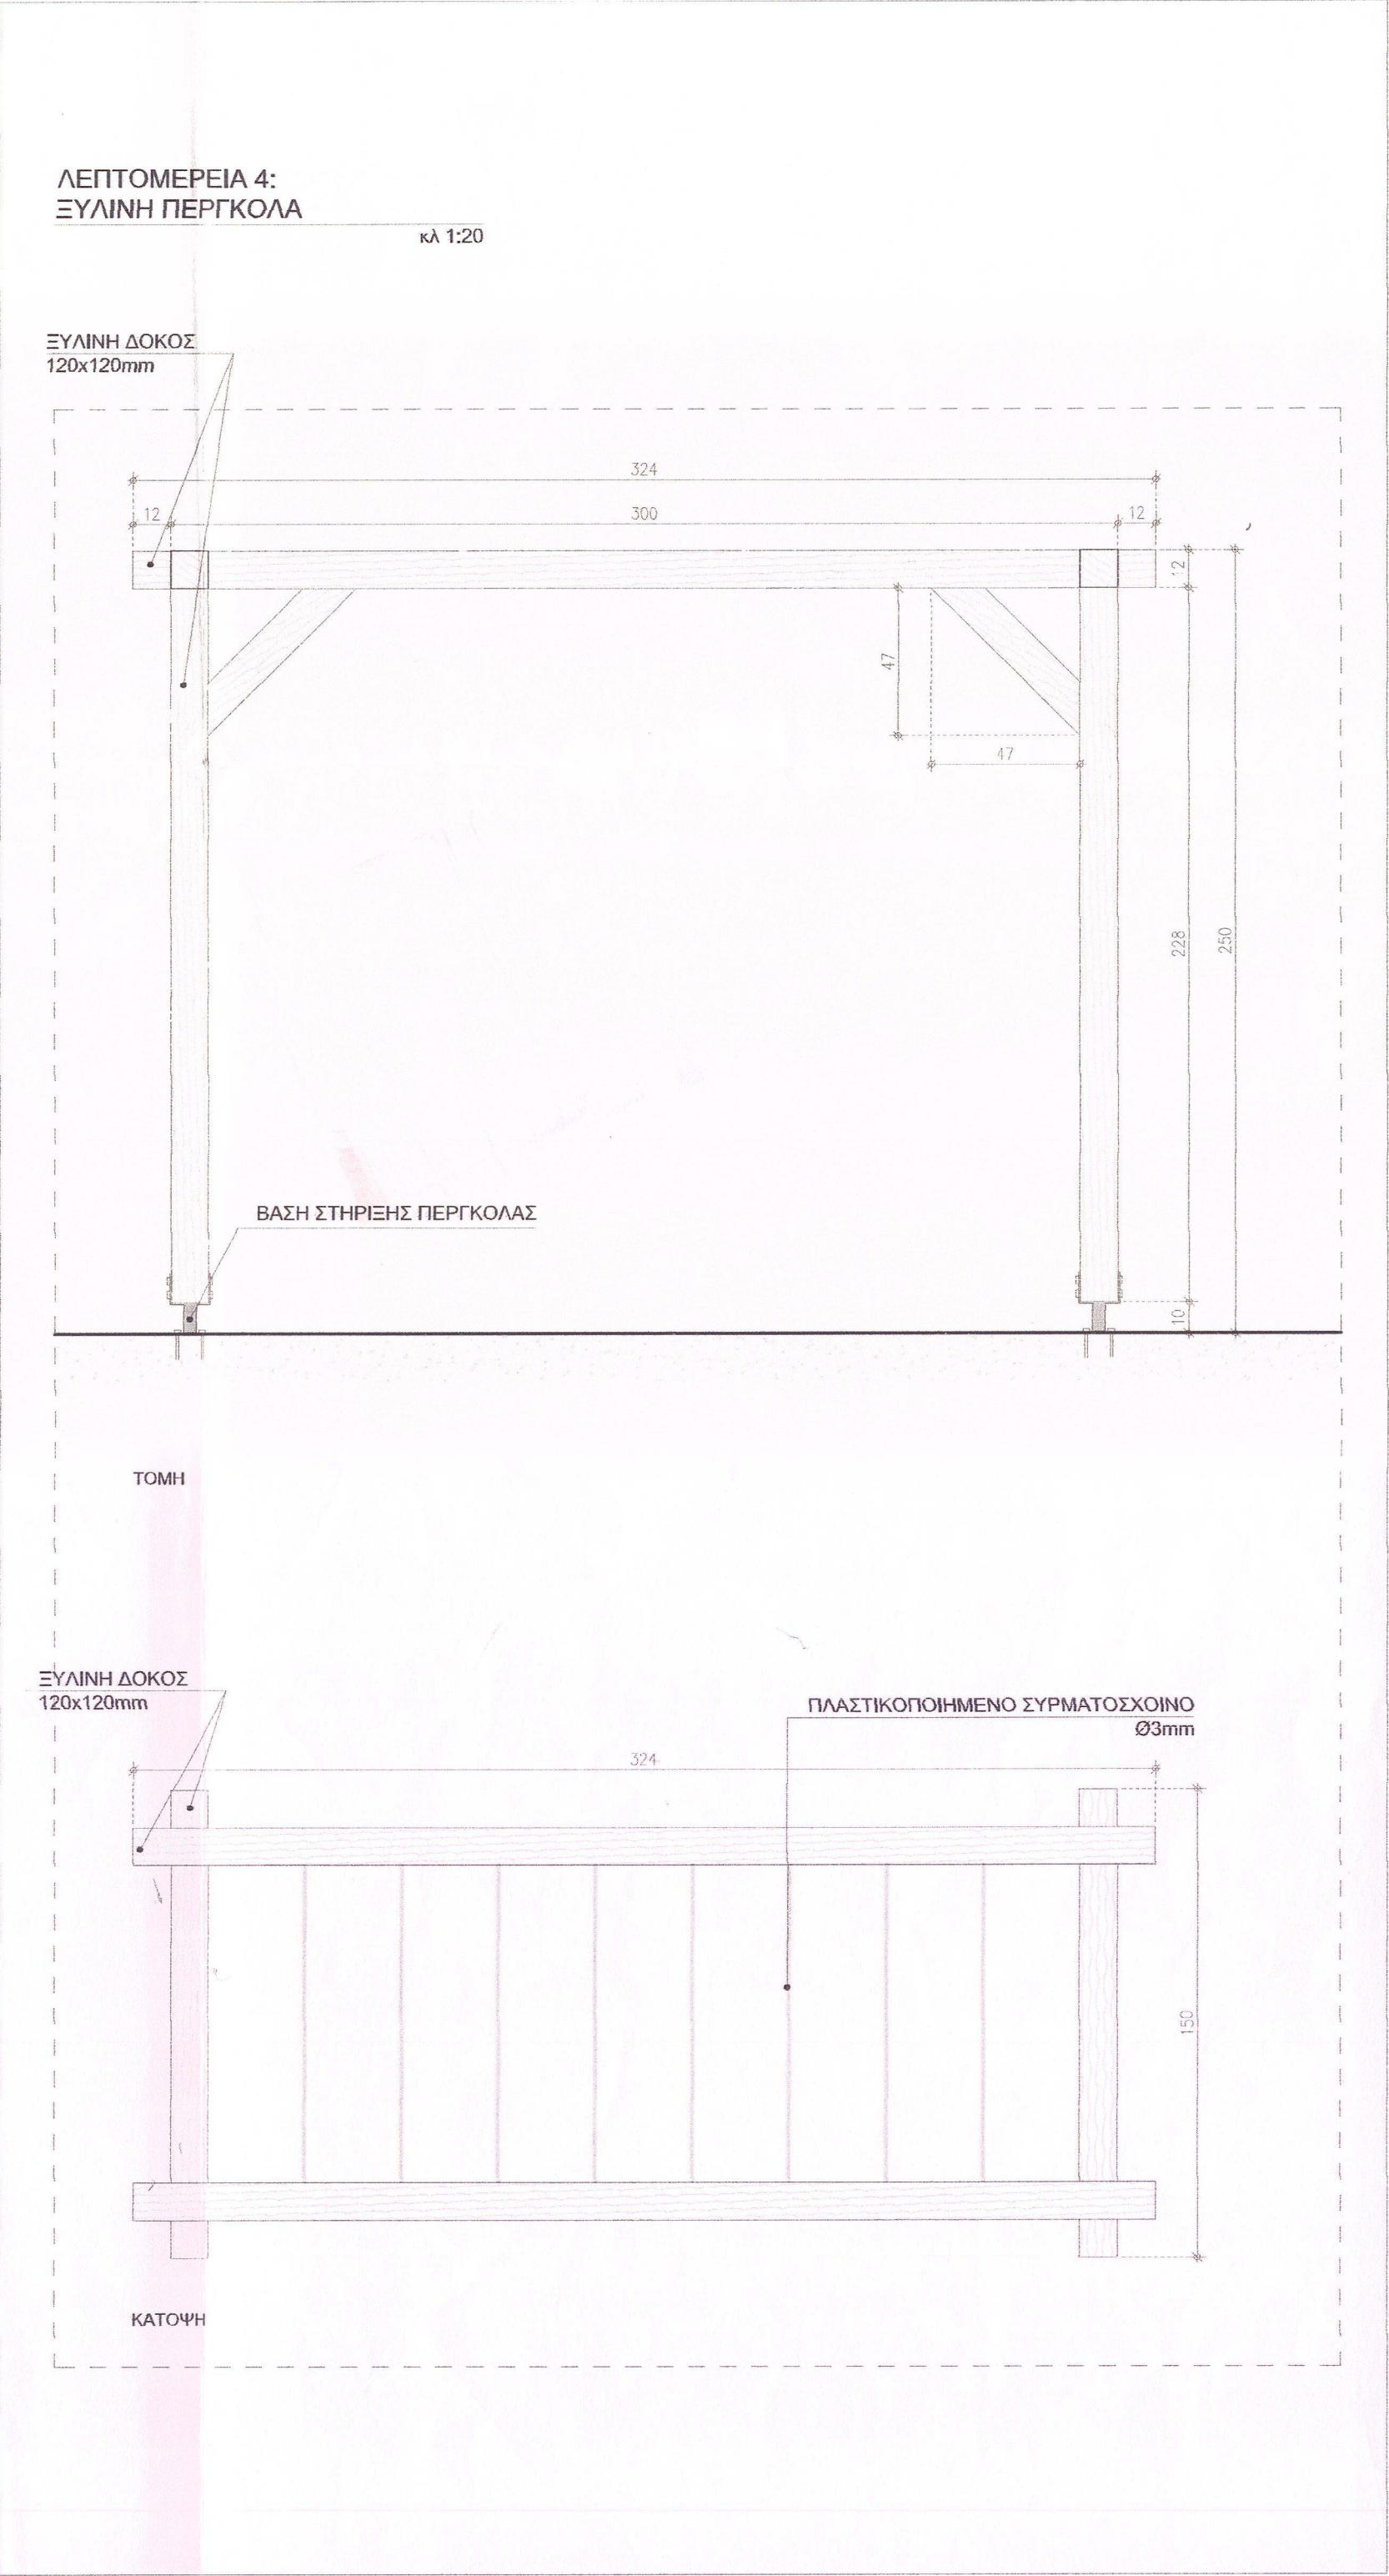 ΛΕΠΤΟΜΕΡΕΙΑ 4:
ΞΥΛΙΝΗ ΠΕΡΓΚΟΛΑ
κλ 1:20
ΞΥΛΙΝΗ ΔΟΚΟΣ
120x120mm
324
12
300
12
12
47
47
228
250
ΒΑΣΗ ΣΤΗΡΙΞΗΣ ΠΕΡΓΚΟΛΑΣ
10
ΤΟΜΗ
ΞΥΛΙΝΗ ΔΟΚΟΣ
120x120mm
ΠΛΑΣΤΙΚΟΠΟΙΗΜΕΝΟ ΣΥΡΜΑΤΟΣΧΟΙΝΟ
Ø3mm
324
150
ΚΑΤΟΨΗ